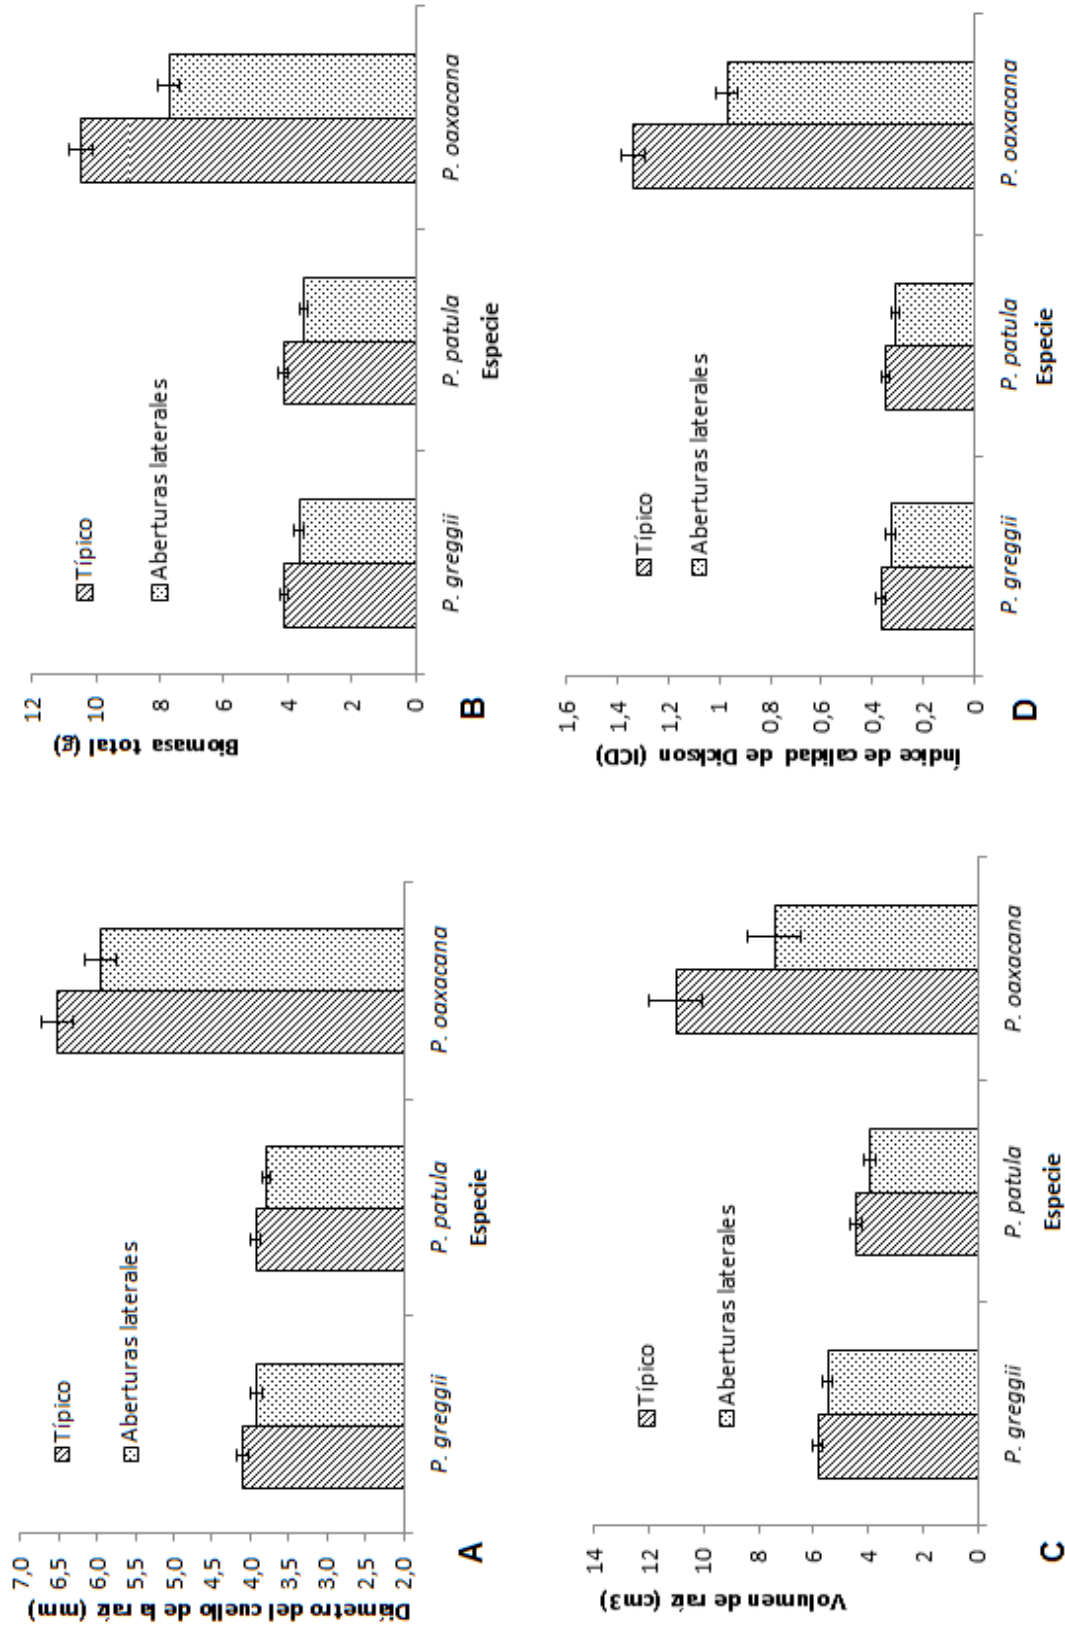 Diámetro del cuello de la raíz (mm)
7,0
6,5
6,0
5,5
5,0
4,5
4,0
3,5
3,0
2,5
2,0
Típico
Aberturas laterales
P. greggii
P. patula
P. oaxacana
Especie
A
Biomasa total (g)
12
10
8
6
4
2
0
Típico
Aberturas laterales
P. greggii
P. patula
P. oaxacana
Especie
B
Volumen de raíz (cm3)
14
12
10
8
6
4
2
0
Típico
Aberturas laterales
P. greggii
P. patula
P. oaxacana
Especie
C
Índice de calidad de Dickson (ICD)
1,6
1,4
1,2
1
0,8
0,6
0,4
0,2
0
Típico
Aberturas laterales
P. greggii
P. patula
P. oaxacana
Especie
D